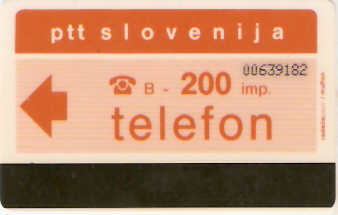 ptt slovenija
00639182
☎ B - 200 imp.
telefon